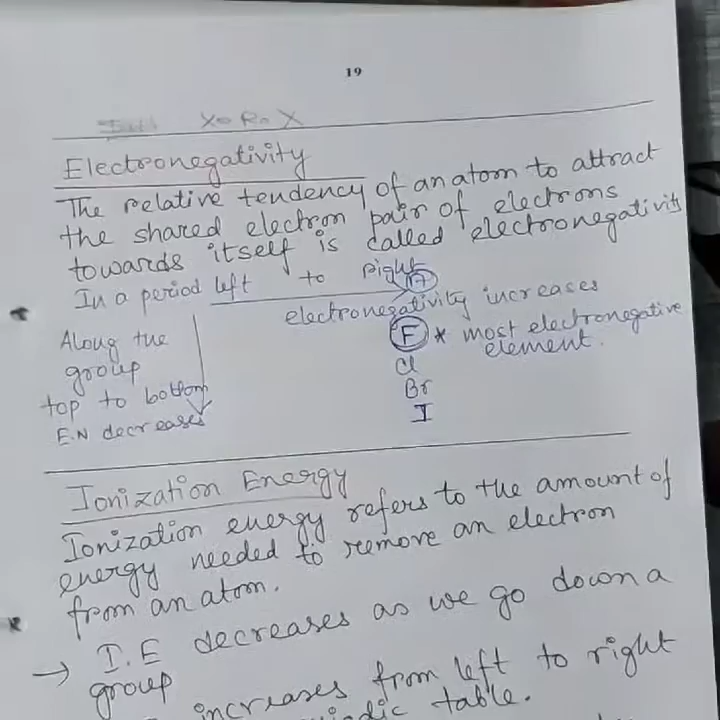 19
Electronegativity
The relative tendency of an atom to attract
the shared electron pair of electrons
towards itself is called electronegativity
In a period left to right 17
electronegativity increases
Along the
group
top to bottom
E.N decreases
F * most electronegative
element.
Cl
Br
I
Ionization Energy
Ionization energy refers to the amount of
energy needed to remove an electron
from an atom.
→ I.E decreases as we go down a
group
increases from left to right
table.